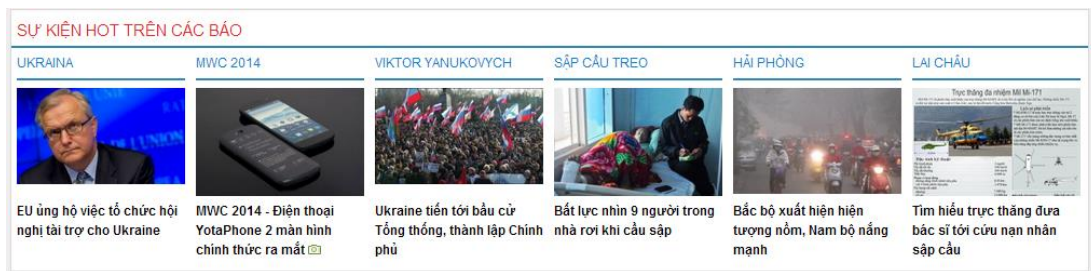 SỰ KIỆN HOT TRÊN CÁC BÁO
UKRAINA
MWC 2014
VIKTOR YANUKOVYCH
SẬP CẦU TREO
HẢI PHÒNG
LAI CHÂU
Trực thăng đa nhiệm Mil Mi-171
EU ủng hộ việc tổ chức hội
nghị tài trợ cho Ukraine
MWC 2014 - Điện thoại
YotaPhone 2 màn hình
chính thức ra mắt
Ukraine tiến tới bầu cử
Tổng thống, thành lập Chính
phủ
Bất lực nhìn 9 người trong
nhà rơi khi cầu sập
Bắc bộ xuất hiện hiện
tượng nồm, Nam bộ nắng
mạnh
Tìm hiểu trực thăng đưa
bác sĩ tới cứu nạn nhân
sập cầu